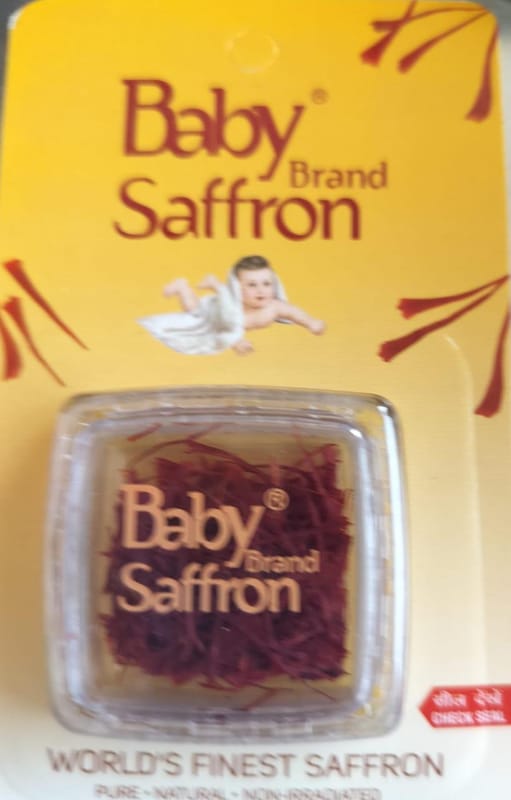 Baby®
Brand
Saffron
Baby®
Brand
Saffron
सील देखें
CHECK SEAL
WORLD'S FINEST SAFFRON
PURE • NATURAL • NON-IRRADIATED